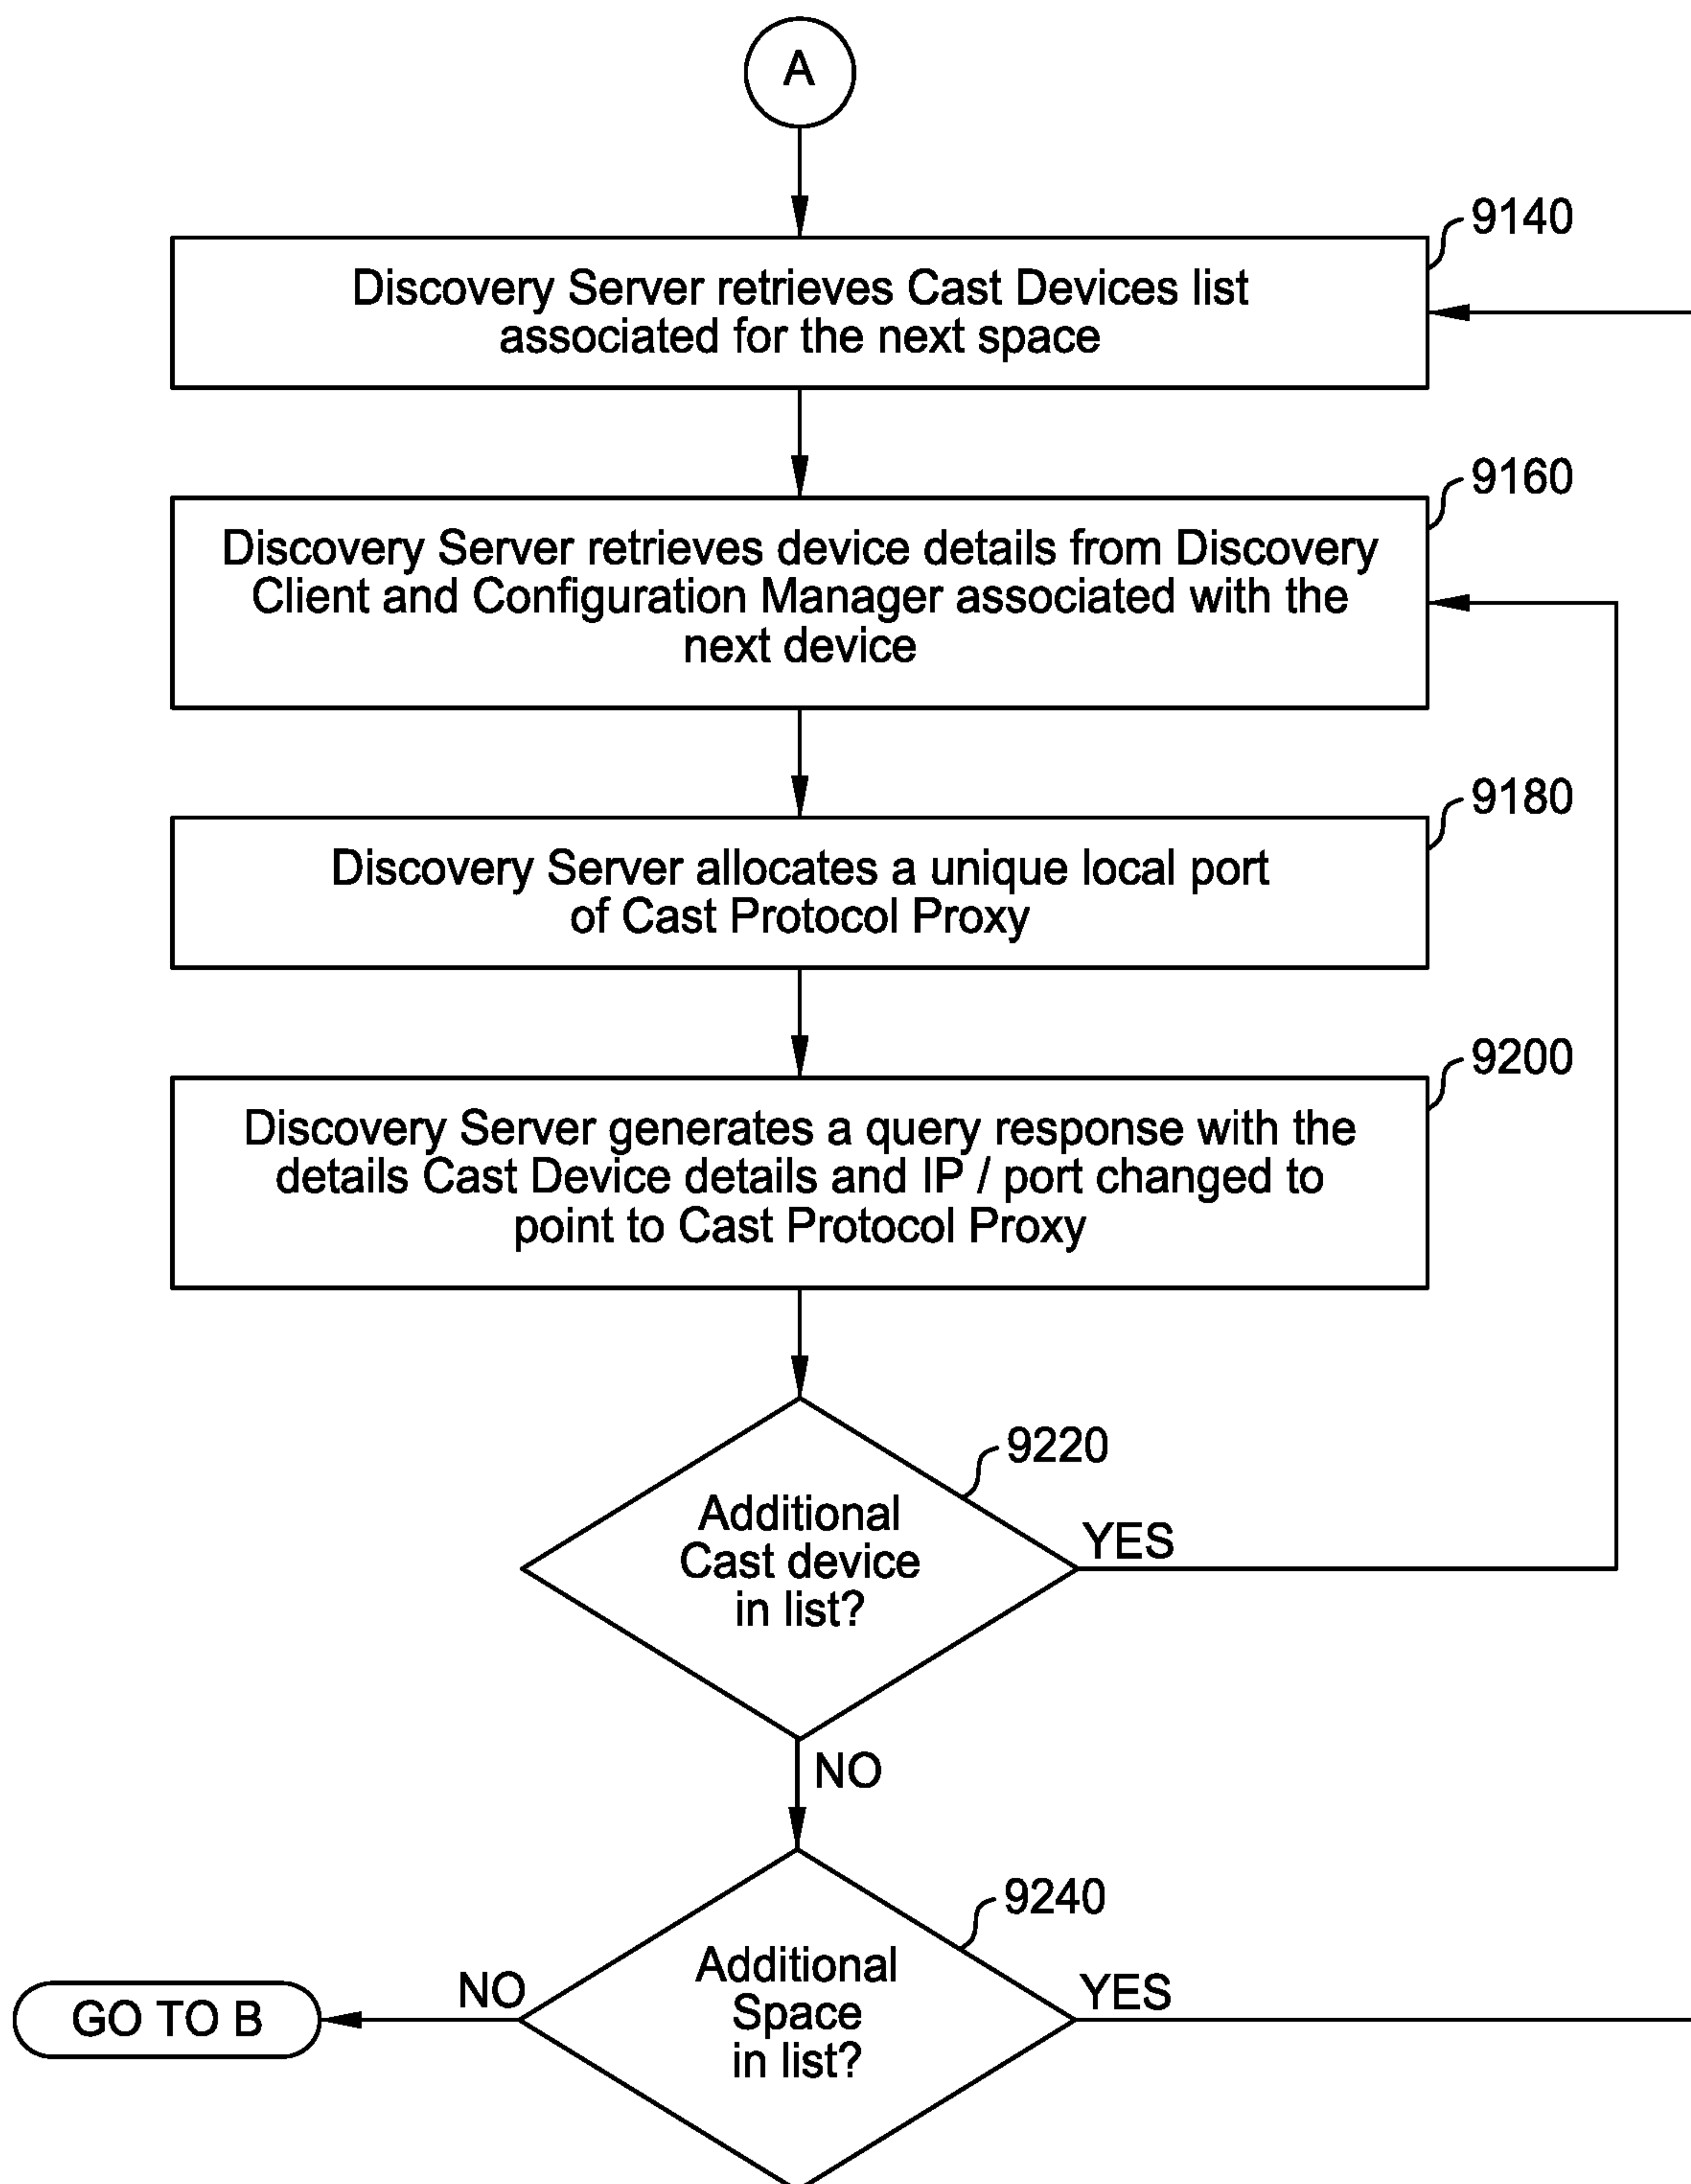 A
9140
Discovery Server retrieves Cast Devices list
associated for the next space
9160
Discovery Server retrieves device details from Discovery
Client and Configuration Manager associated with the
next device
9180
Discovery Server allocates a unique local port
of Cast Protocol Proxy
9200
Discovery Server generates a query response with the
details Cast Device details and IP / port changed to
point to Cast Protocol Proxy
9220
Additional
Cast device
in list?
YES
NO
9240
Additional
Space
in list?
YES
NO
GO TO B